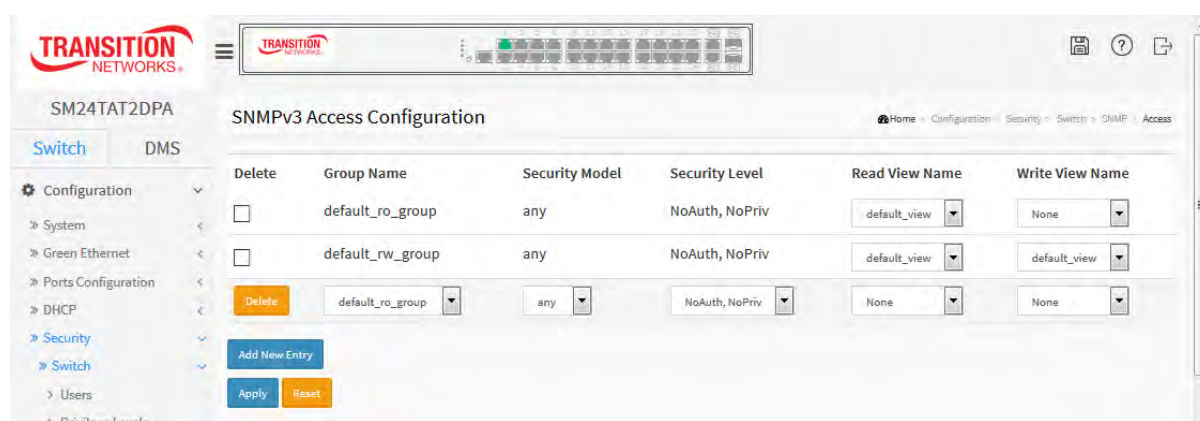 TRANSITION
NETWORKS®
TRANSITION
NETWORKS
SM24TAT2DPA
SNMPv3 Access Configuration
Home > Configuration > Security > Switch > SNMP > Access
Switch DMS
Delete Group Name Security Model Security Level Read View Name Write View Name
Configuration
default_ro_group any NoAuth, NoPriv default_view None
» System
» Green Ethernet
default_rw_group any NoAuth, NoPriv default_view default_view
» Ports Configuration
Delete default_ro_group any NoAuth, NoPriv None None
» DHCP
» Security
Add New Entry
» Switch
> Users
Apply Reset